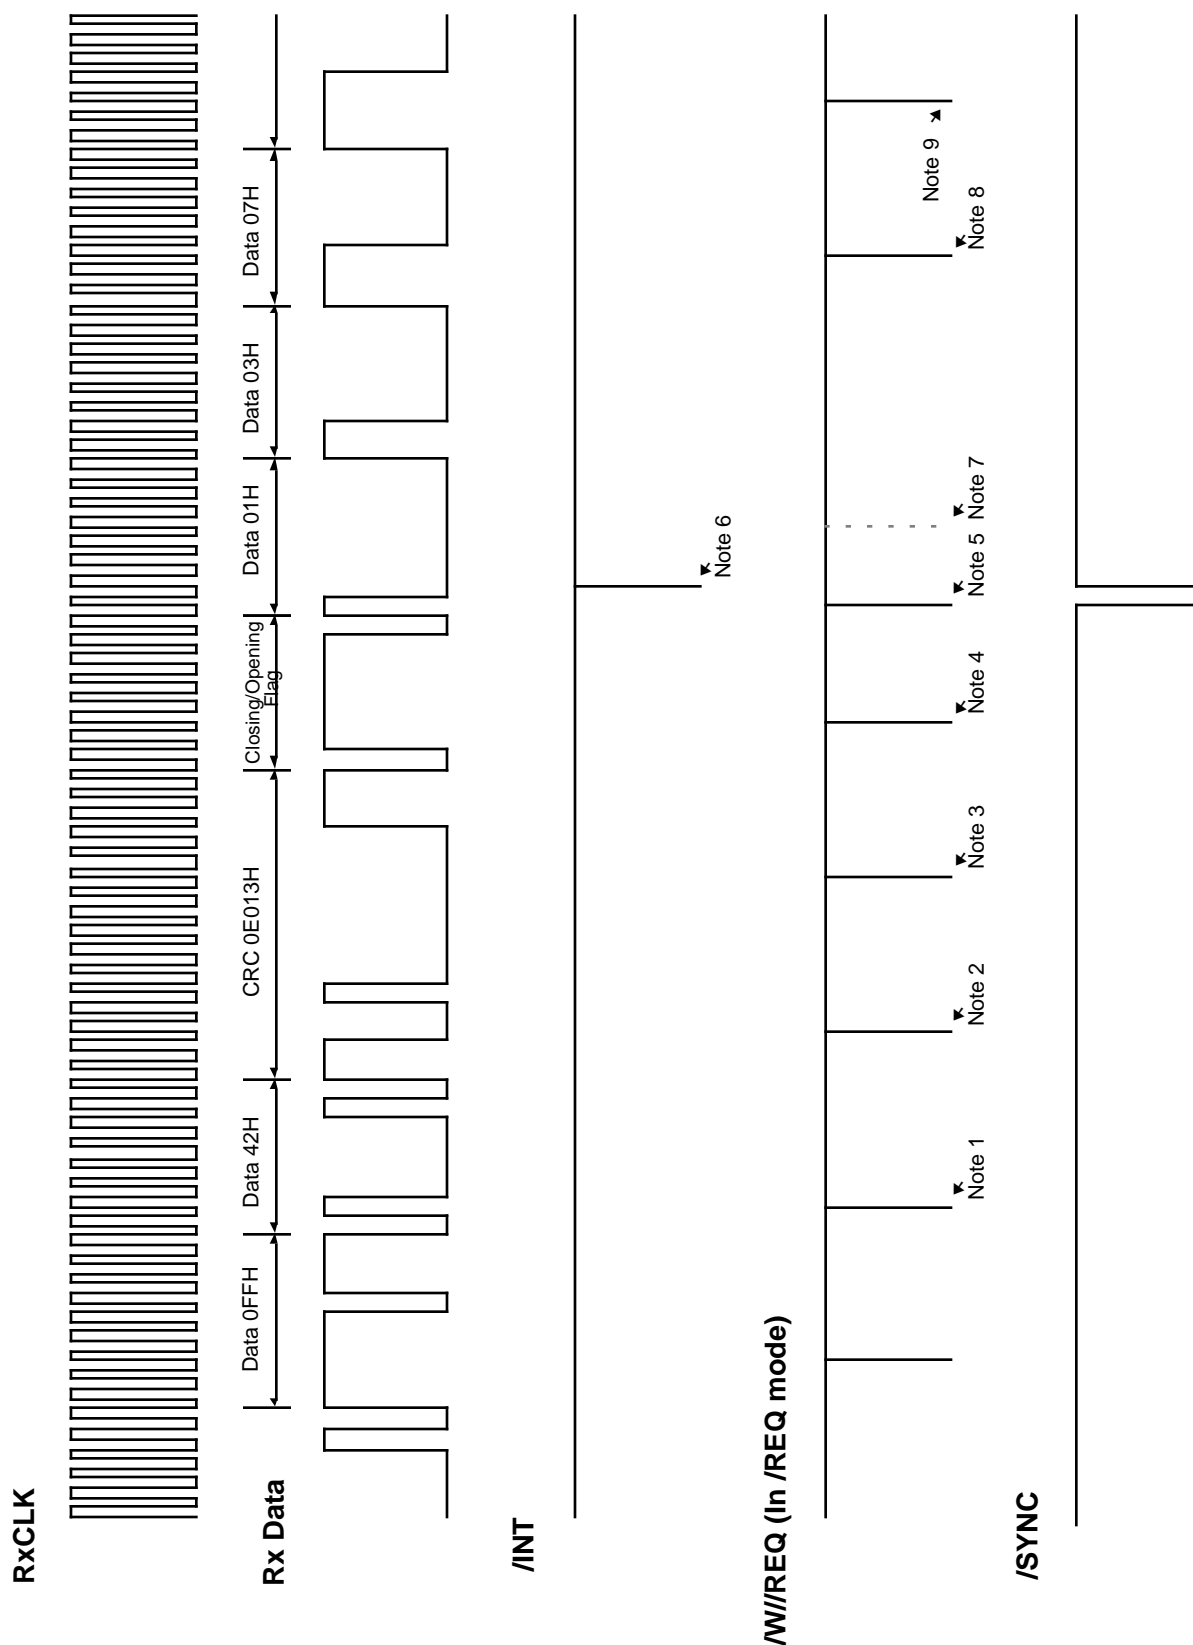 RxCLK
Rx Data
Data 0FFH
Data 42H
CRC 0E013H
Closing/Opening
Flag
Data 01H
Data 03H
Data 07H
/INT
Note 6
/W//REQ (In /REQ mode)
Note 1
Note 2
Note 3
Note 4
Note 5
Note 7
Note 8
Note 9
/SYNC